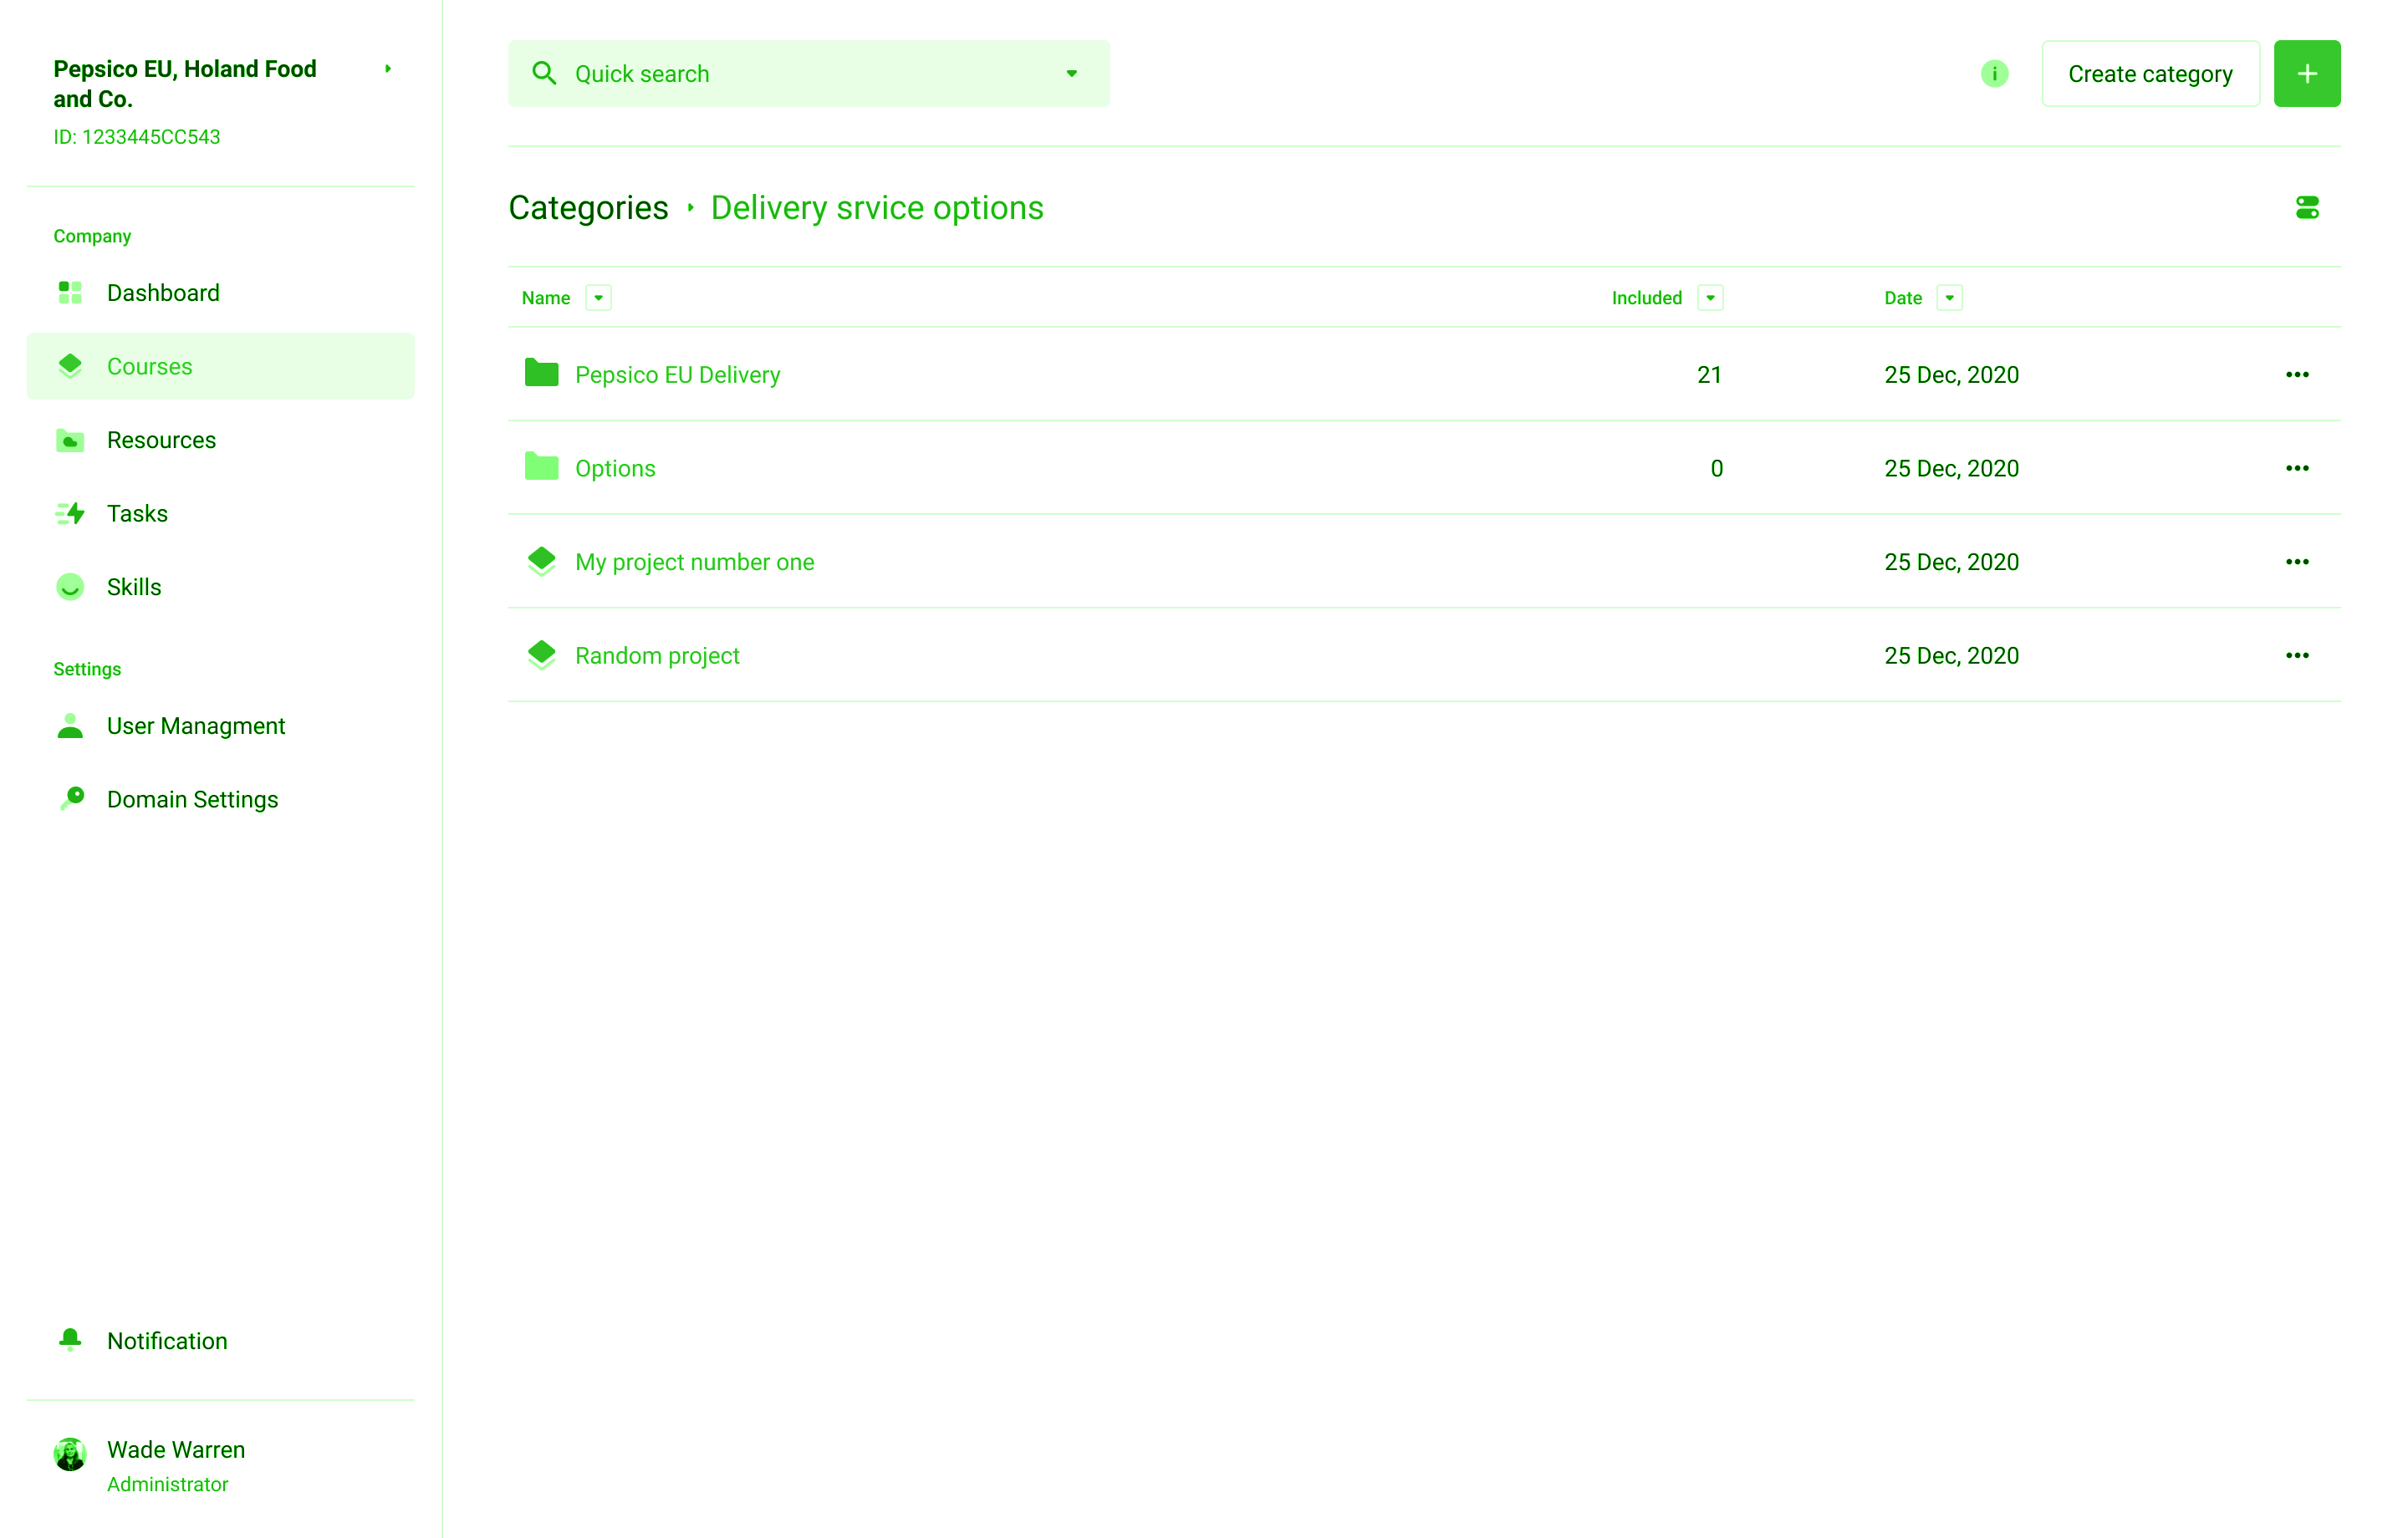 Pepsico EU, Holand Food
and Co.
ID: 1233445CC543
Company
Dashboard
Courses
Resources
Tasks
Skills
Settings
User Managment
Domain Settings
Notification
Wade Warren
Administrator
Quick search
Create category
Categories Delivery srvice options
Name Included Date
Pepsico EU Delivery 21 25 Dec, 2020
Options 0 25 Dec, 2020
My project number one 25 Dec, 2020
Random project 25 Dec, 2020